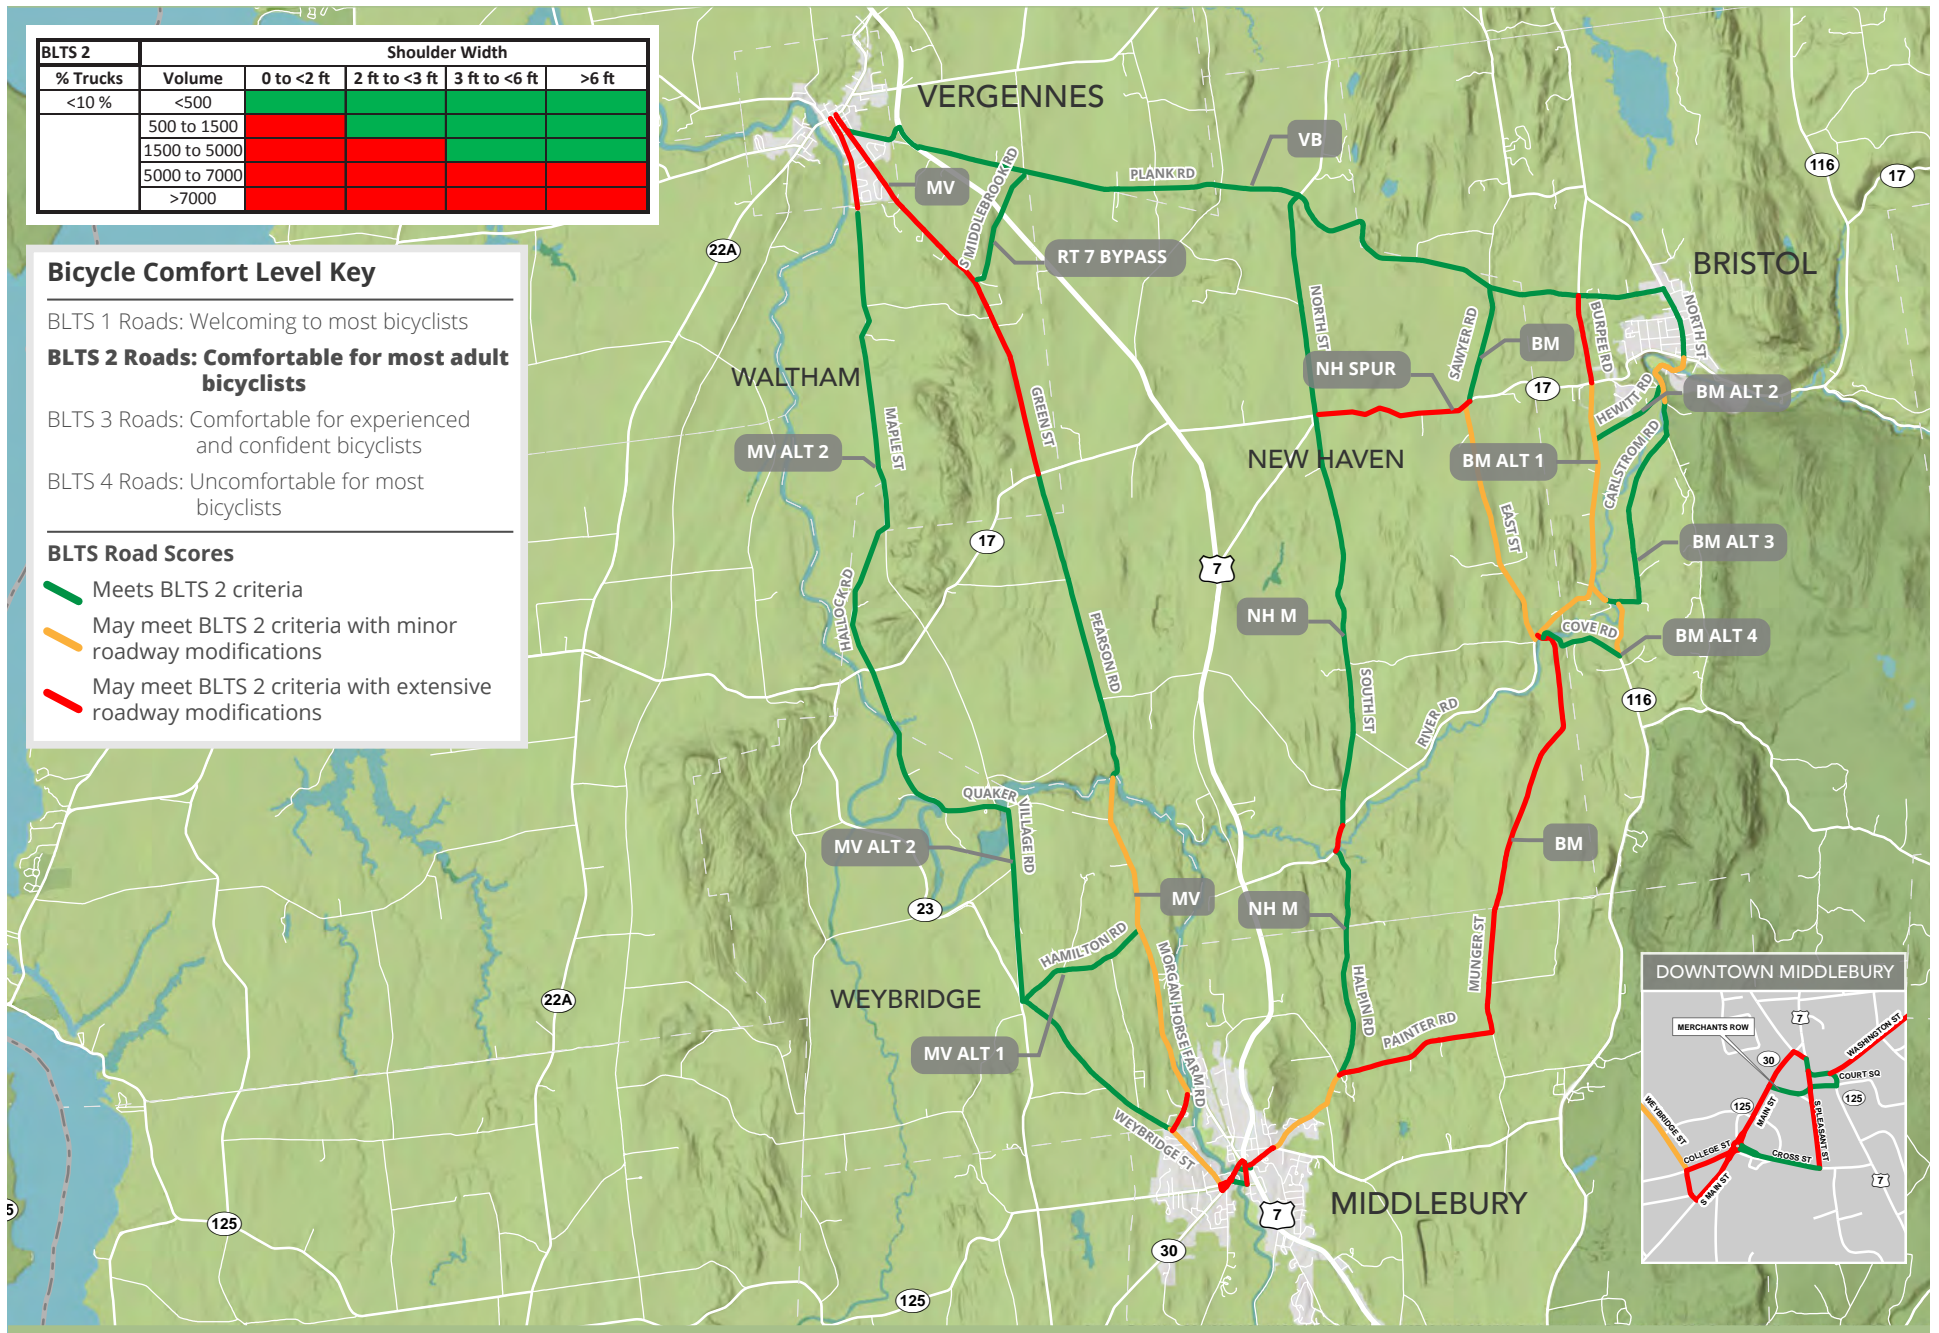 BLTS 2
Shoulder Width
% Trucks Volume 0 to <2 ft 2 ft to <3 ft 3 ft to <6 ft >6 ft
<10 % <500
500 to 1500
1500 to 5000
5000 to 7000
>7000
Bicycle Comfort Level Key
BLTS 1 Roads: Welcoming to most bicyclists
BLTS 2 Roads: Comfortable for most adult
bicyclists
BLTS 3 Roads: Comfortable for experienced
and confident bicyclists
BLTS 4 Roads: Uncomfortable for most
bicyclists
BLTS Road Scores
Meets BLTS 2 criteria
May meet BLTS 2 criteria with minor
roadway modifications
May meet BLTS 2 criteria with extensive
roadway modifications
VERGENNES
VB
116
17
PLANK RD
MV
S MIDDLEBROOK RD
22A
RT 7 BYPASS
BRISTOL
NORTH ST
SAWYER RD
BM
BURPEE RD
NORTH ST
WALTHAM
NH SPUR
17
HEWITT RD
BM ALT 2
MAPLE ST
GREEN ST
MV ALT 2
NEW HAVEN
BM ALT 1
CARLSTROM RD
17
EAST ST
BM ALT 3
7
HALLOCK RD
NH M
COVE RD
BM ALT 4
PEARSON RD
SOUTH ST
116
RIVER RD
QUAKER
VILLAGE RD
MV ALT 2
BM
MV
NH M
23
HAMILTON RD
MORGAN HORSE FARM RD
MUNGER ST
WEYBRIDGE
22A
HALPIN RD
PAINTER RD
MV ALT 1
WEYBRIDGE ST
MIDDLEBURY
7
5
125
30
125
DOWNTOWN MIDDLEBURY
7
MERCHANTS ROW
WASHINGTON ST
30
COURT SQ
125
125
WEYBRIDGE ST
MAIN ST
S PLEASANT ST
COLLEGE ST
CROSS ST
S MAIN ST
7